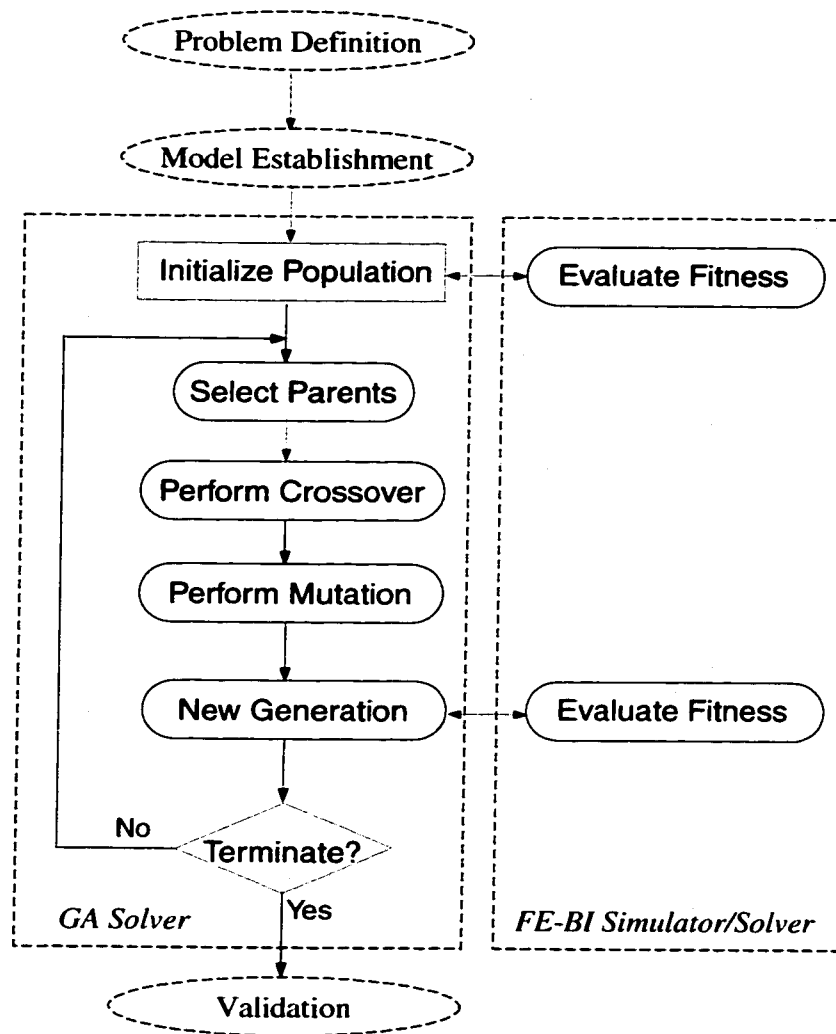 Problem Definition
Model Establishment
Initialize Population
Evaluate Fitness
Select Parents
Perform Crossover
Perform Mutation
New Generation
Evaluate Fitness
No
Terminate?
Yes
GA Solver
FE-BI Simulator/Solver
Validation